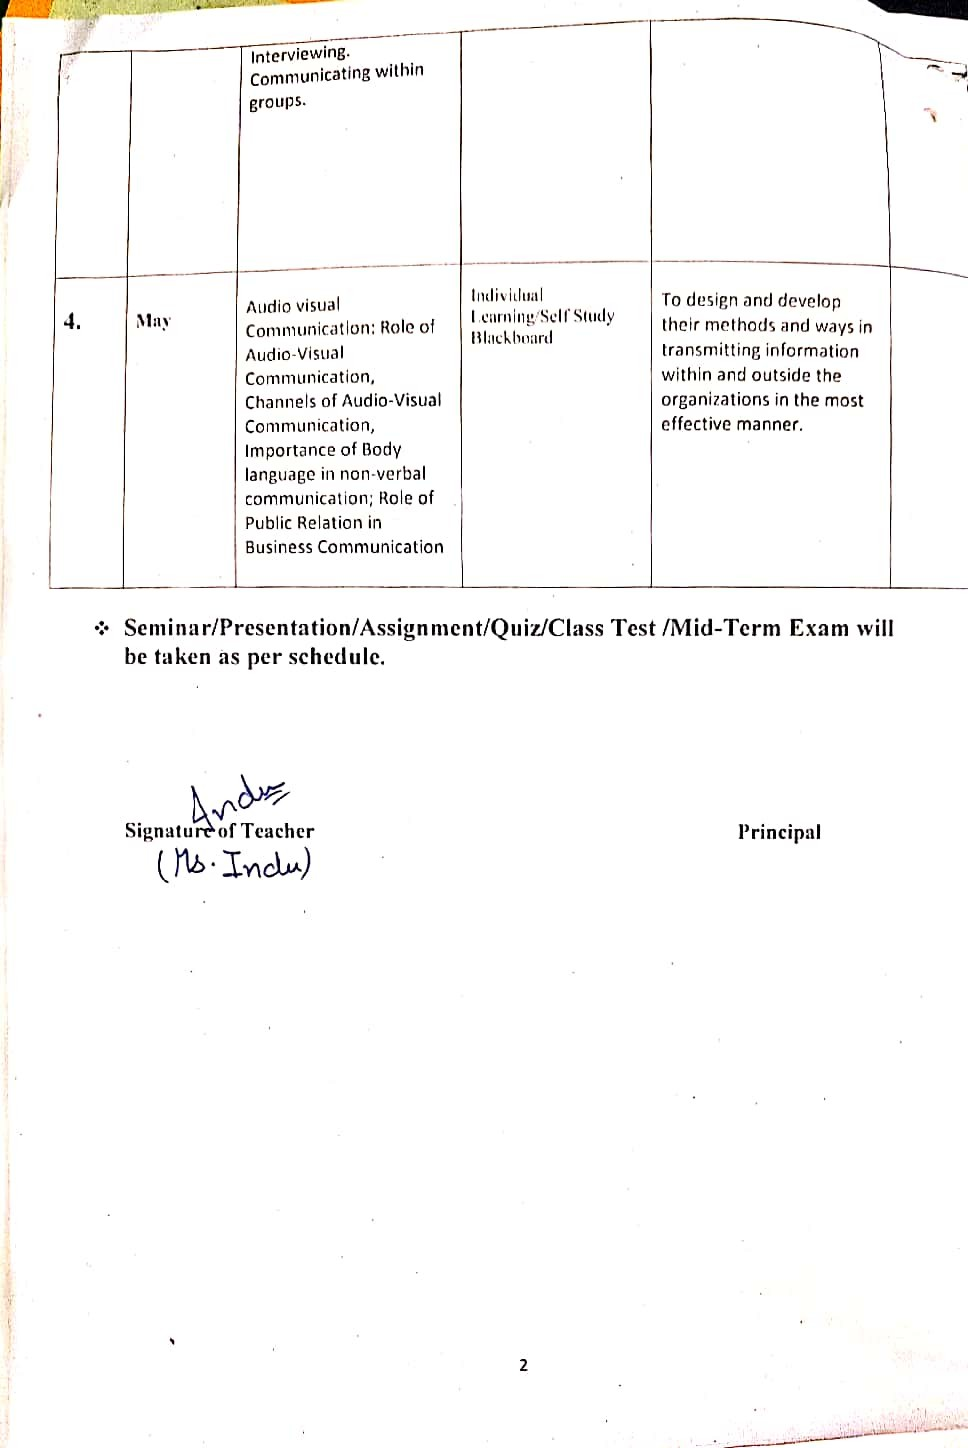 Interviewing.
Communicating within
groups.
4.
May
Audio visual
Communication: Role of
Audio-Visual
Communication,
Channels of Audio-Visual
Communication,
Importance of Body
language in non-verbal
communication; Role of
Public Relation in
Business Communication
Individual
Learning/Self Study
Blackboard
To design and develop
their methods and ways in
transmitting information
within and outside the
organizations in the most
effective manner.
❖ Seminar/Presentation/Assignment/Quiz/Class Test /Mid-Term Exam will
be taken as per schedule.
Indu
Signature of Teacher
(Ms. Indu)
Principal
2